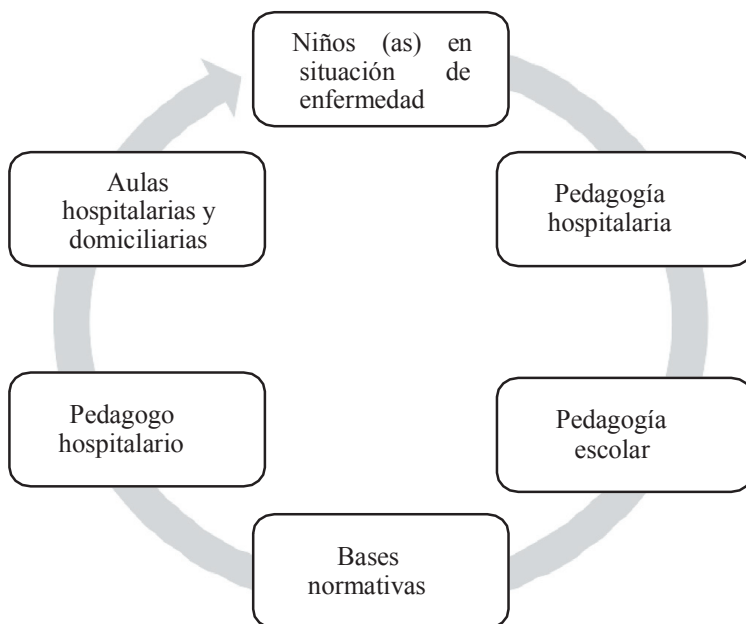 Niños (as) en
situación de
enfermedad
Pedagogía
hospitalaria
Pedagogía
escolar
Bases
normativas
Pedagogo
hospitalario
Aulas
hospitalarias y
domiciliarias